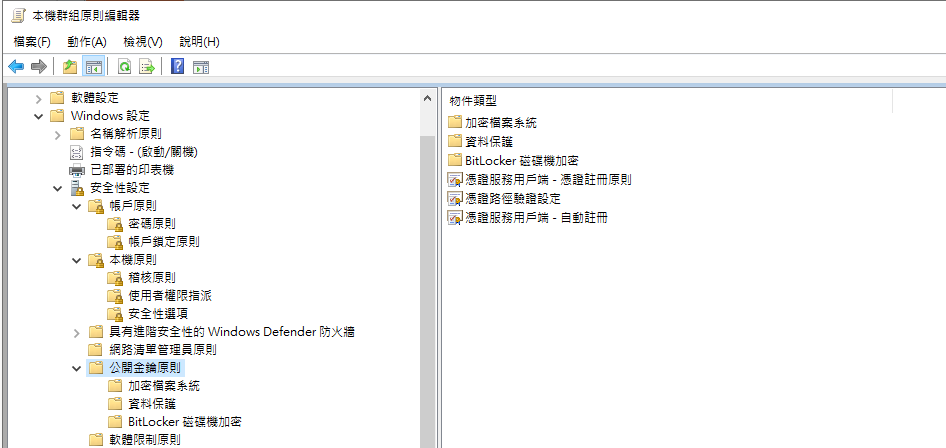 本機群組原則編輯器
檔案(F) 動作(A) 檢視(V) 說明(H)
軟體設定
Windows 設定
名稱解析原則
指令碼 - (啟動/關機)
已部署的印表機
安全性設定
帳戶原則
密碼原則
帳戶鎖定原則
本機原則
稽核原則
使用者權限指派
安全性選項
具有進階安全性的 Windows Defender 防火牆
網路清單管理員原則
公開金鑰原則
加密檔案系統
資料保護
BitLocker 磁碟機加密
軟體限制原則
物件類型
加密檔案系統
資料保護
BitLocker 磁碟機加密
憑證服務用戶端 - 憑證註冊原則
憑證路徑驗證設定
憑證服務用戶端 - 自動註冊